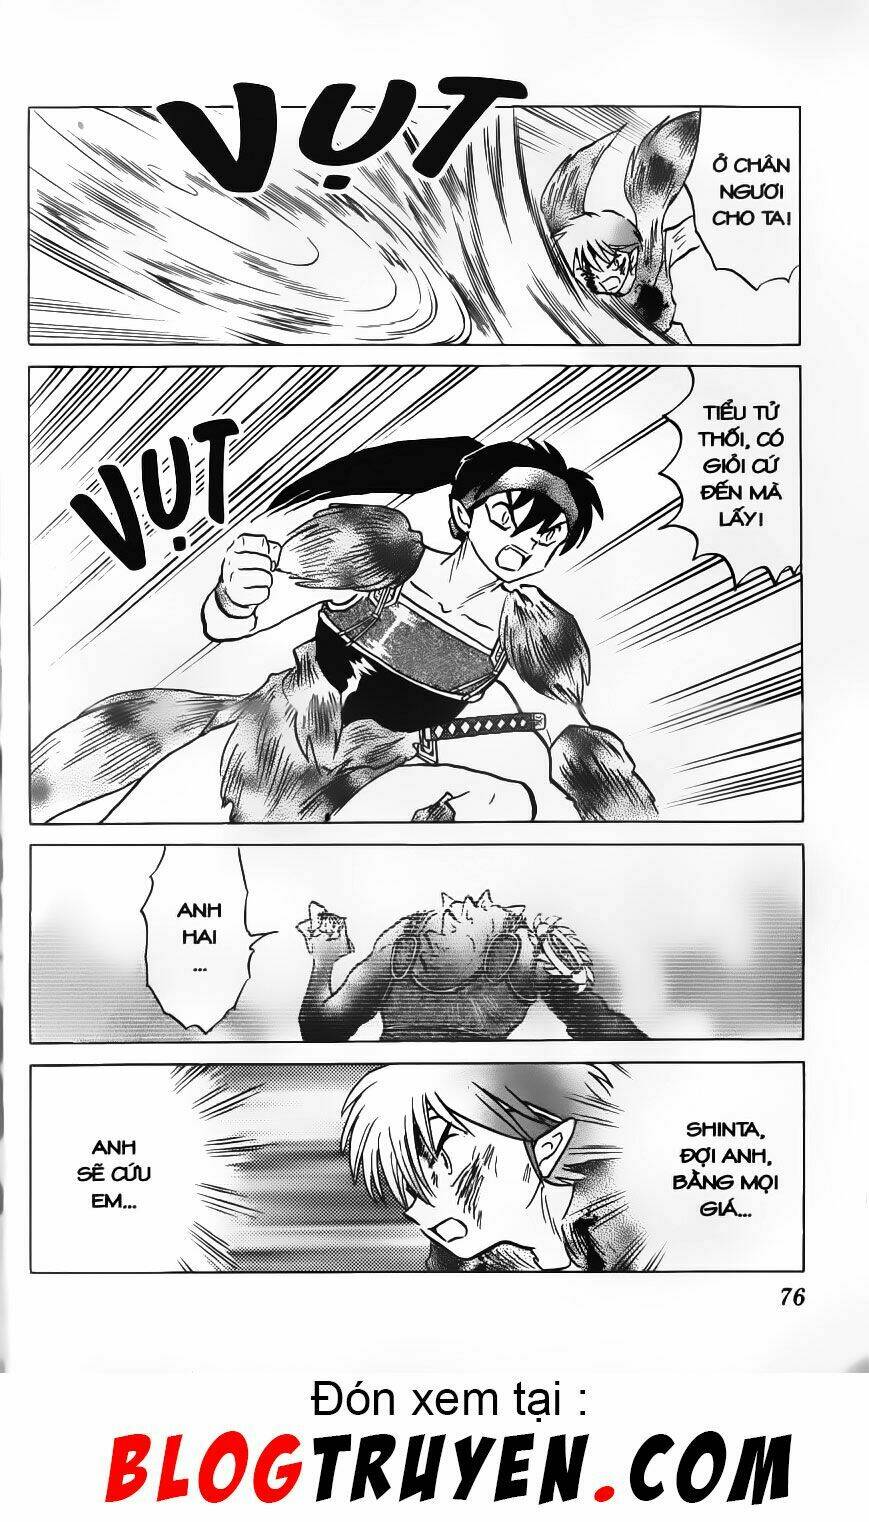 VỤT
Ở CHÂN
NGƯƠI
CHO TA!
VỤT
TIỂU TỬ
THỐI, CÓ
GIỎI CỨ
ĐẾN MÀ
LẤY!
ANH
HAI
...
SHINTA,
ĐỢI ANH,
BẰNG MỌI
GIÁ...
ANH
SẼ CỨU
EM...
76
Đón xem tại :
BLOGTRUYEN.COM